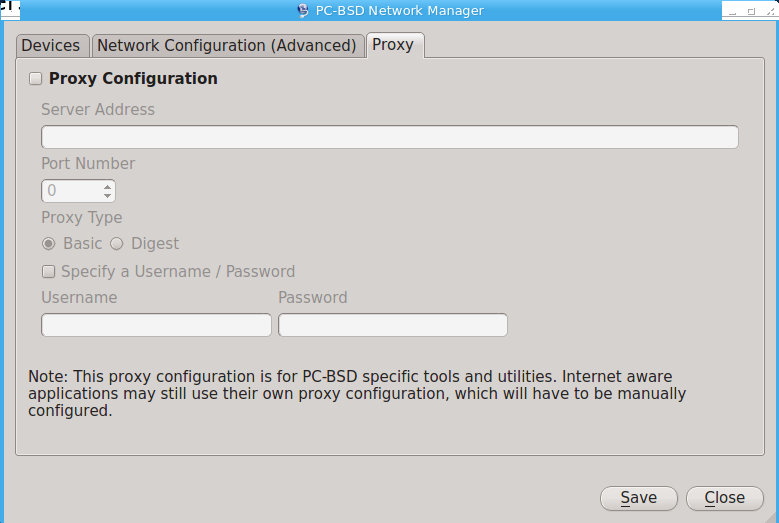 PC-BSD Network Manager
Devices
Network Configuration (Advanced)
Proxy
Proxy Configuration
Server Address
Port Number
0
Proxy Type
Basic
Digest
Specify a Username / Password
Username
Password
Note: This proxy configuration is for PC-BSD specific tools and utilities. Internet aware
applications may still use their own proxy configuration, which will have to be manually
configured.
Save
Close